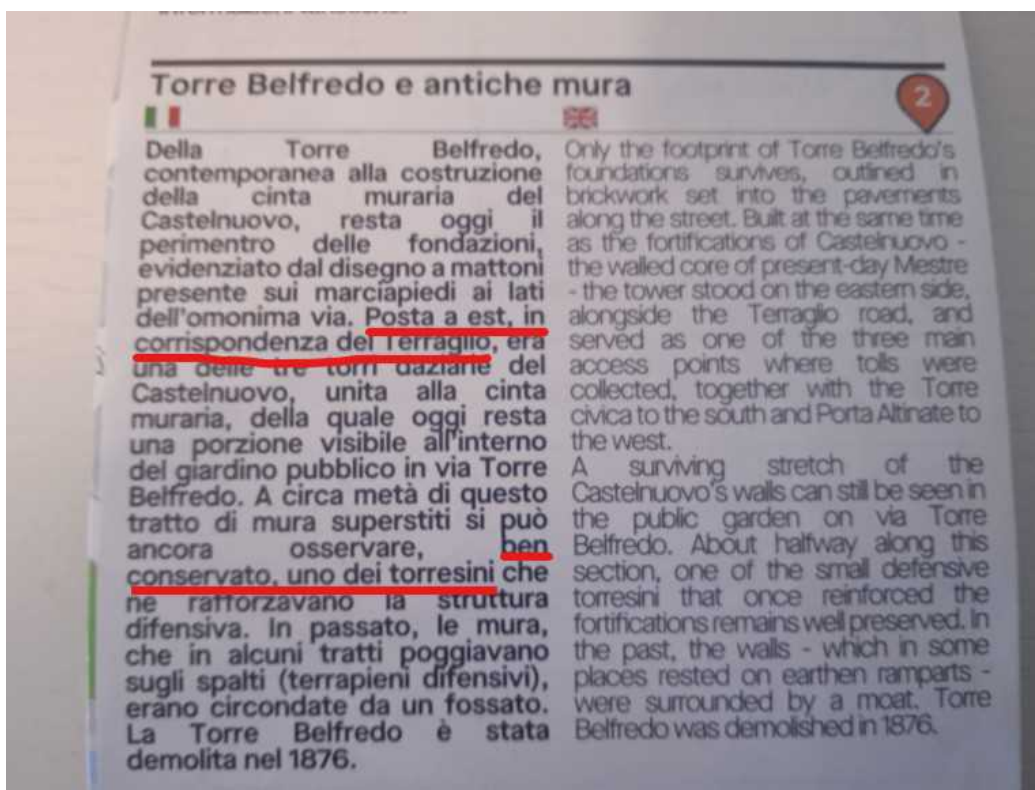 Torre Belfredo e antiche mura
2
Della Torre Belfredo,
contemporanea alla costruzione
della cinta muraria del
Castelnuovo, resta oggi il
perimentro delle fondazioni,
evidenziato dal disegno a mattoni
presente sui marciapiedi ai lati
dell'omonima via. Posta a est, in
corrispondenza del Terraglio, era
una delle tre torri daziarie del
Castelnuovo, unita alla cinta
muraria, della quale oggi resta
una porzione visibile all'interno
del giardino pubblico in via Torre
Belfredo. A circa metà di questo
tratto di mura superstiti si può
ancora osservare, ben
conservato, uno dei torresini che
ne rafforzavano la struttura
difensiva. In passato, le mura,
che in alcuni tratti poggiavano
sugli spalti (terrapieni difensivi),
erano circondate da un fossato.
La Torre Belfredo è stata
demolita nel 1876.
Only the footprint of Torre Belfredo's
foundations survives, outlined in
brickwork set into the pavements
along the street. Built at the same time
as the fortifications of Castelnuovo -
the walled core of present-day Mestre
- the tower stood on the eastern side,
alongside the Terraglio road, and
served as one of the three main
access points where tolls were
collected, together with the Torre
civica to the south and Porta Altinate to
the west.
A surviving stretch of the
Castelnuovo's walls can still be seen in
the public garden on via Torre
Belfredo. About halfway along this
section, one of the small defensive
torresini that once reinforced the
fortifications remains well preserved. In
the past, the walls - which in some
places rested on earthen ramparts -
were surrounded by a moat. Torre
Belfredo was demolished in 1876.